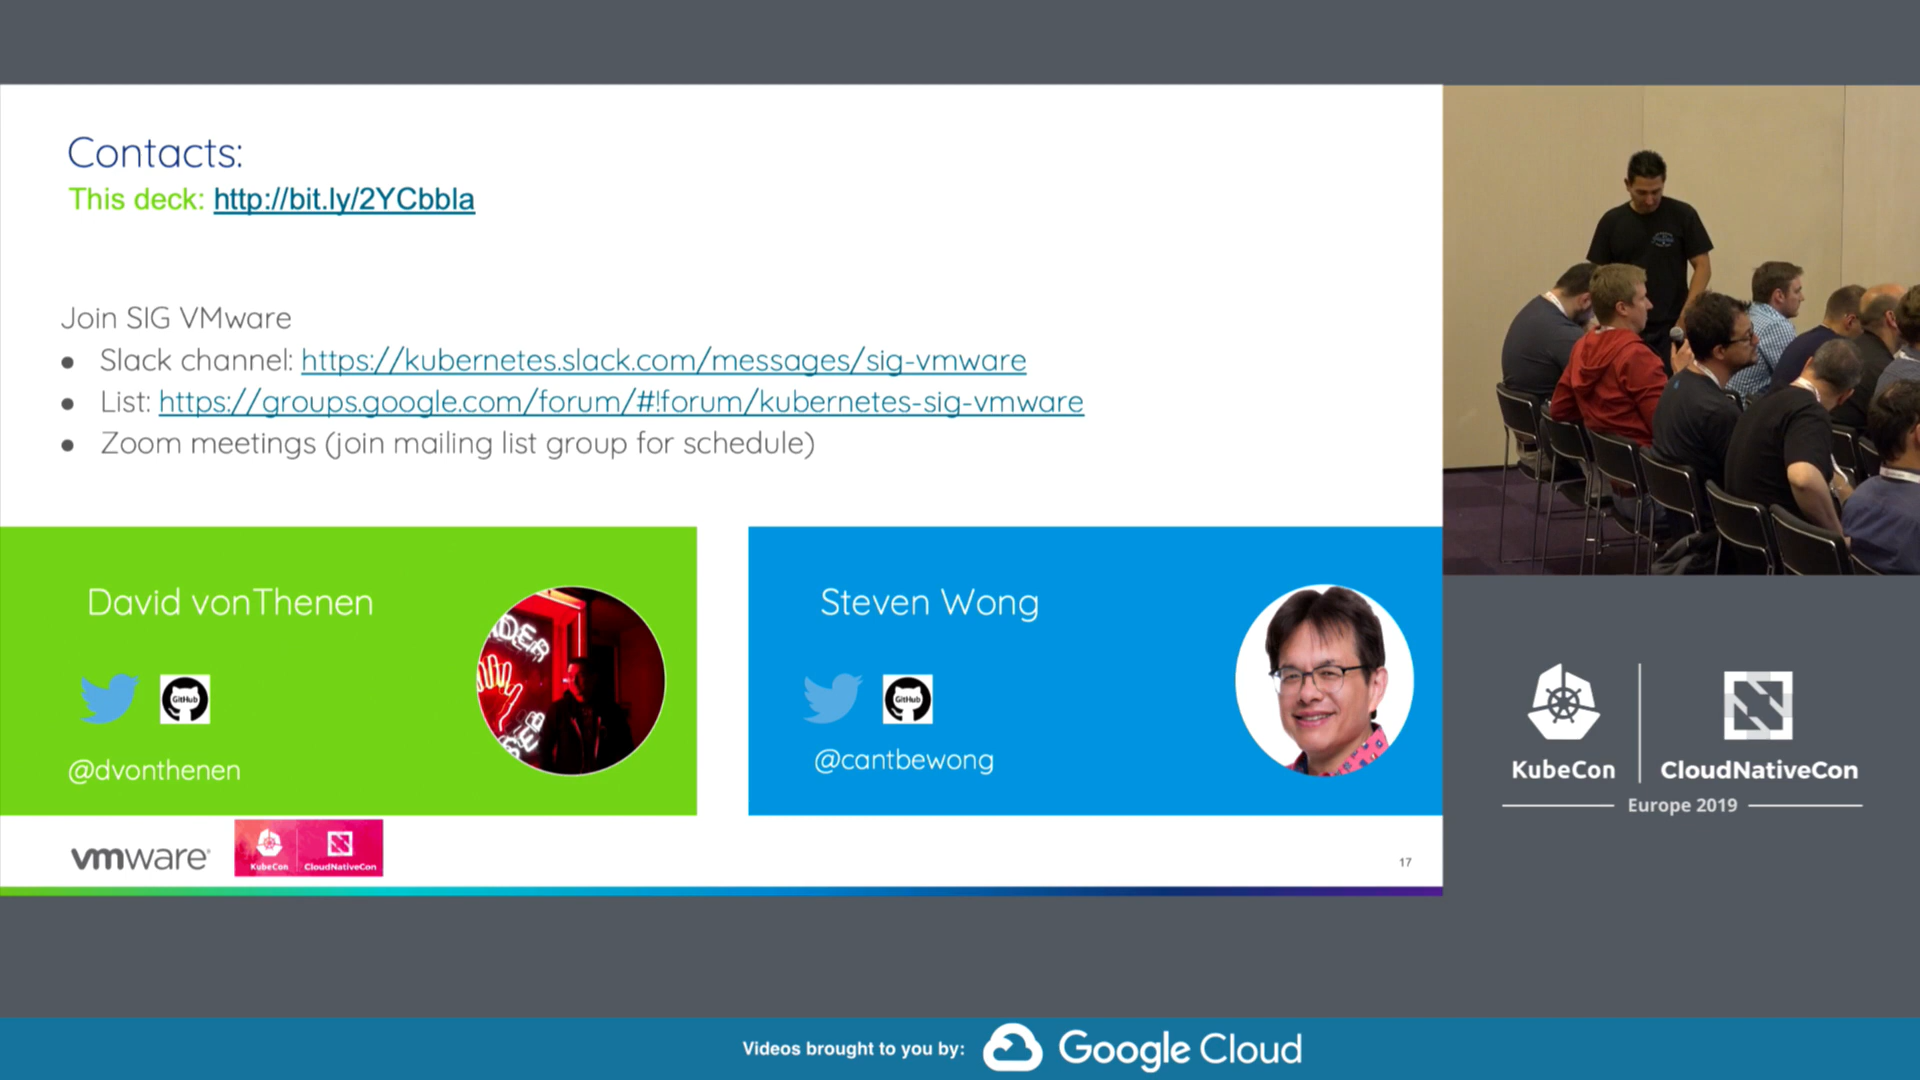 Contacts:
This deck: http://bit.ly/2YCbbla
Join SIG VMware
● Slack channel: https://kubernetes.slack.com/messages/sig-vmware
● List: https://groups.google.com/forum/#!forum/kubernetes-sig-vmware
● Zoom meetings (join mailing list group for schedule)
David vonThenen
GitHub
@dvonthenen
Steven Wong
GitHub
@cantbewong
vmware
KubeCon CloudNativeCon
17
KubeCon CloudNativeCon
Europe 2019
Videos brought to you by: Google Cloud